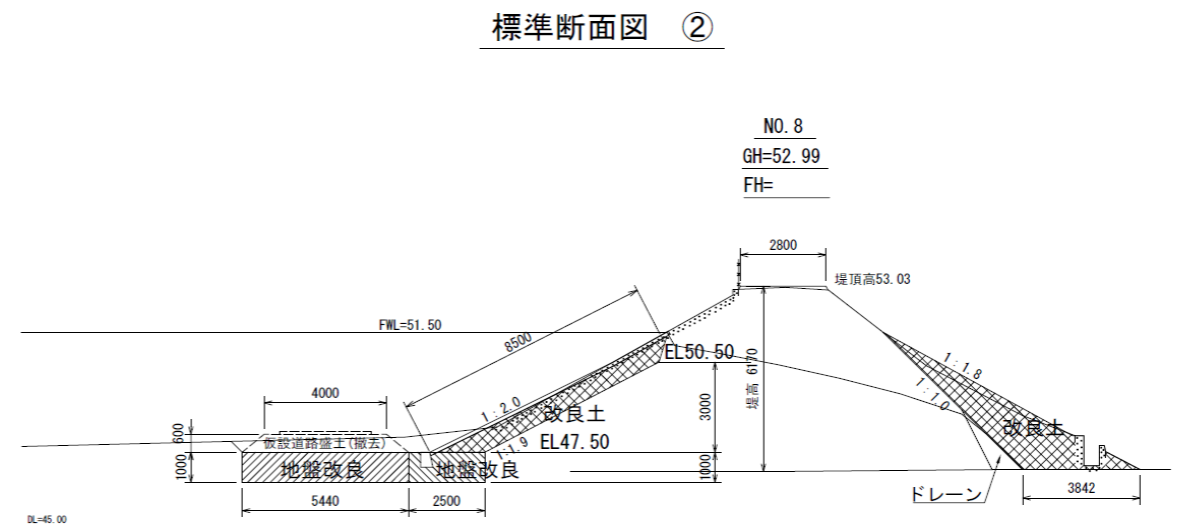 標準断面図　②
NO.8
GH=52.99
FH=
2800
堤頂高53.03
FWL=51.50
8500
EL50.50
1:1.8
1:1.0
堤高 6170
3000
4000
1:2.0
改良土
改良土
600
仮設道路盛土(撤去)
EL47.50
1:1.9
1000
地盤改良
地盤改良
1000
ドレーン
3842
5440
2500
DL=45.00